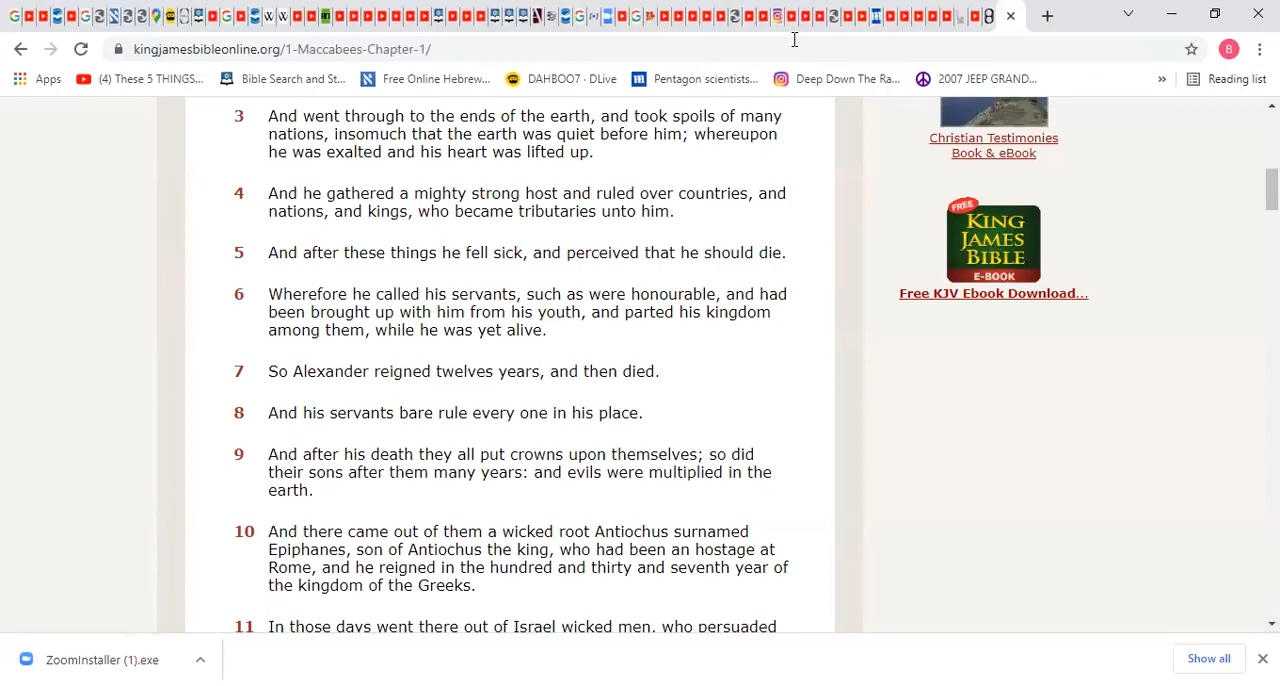 kingjamesbibleonline.org/1-Maccabees-Chapter-1/
B
Apps
(4) These 5 THINGS...
Bible Search and St...
Free Online Hebrew...
DAHBOO7 - DLive
Pentagon scientists...
Deep Down The Ra...
2007 JEEP GRAND...
»
Reading list
3 And went through to the ends of the earth, and took spoils of many
nations, insomuch that the earth was quiet before him; whereupon
he was exalted and his heart was lifted up.
4 And he gathered a mighty strong host and ruled over countries, and
nations, and kings, who became tributaries unto him.
5 And after these things he fell sick, and perceived that he should die.
6 Wherefore he called his servants, such as were honourable, and had
been brought up with him from his youth, and parted his kingdom
among them, while he was yet alive.
7 So Alexander reigned twelves years, and then died.
8 And his servants bare rule every one in his place.
9 And after his death they all put crowns upon themselves; so did
their sons after them many years: and evils were multiplied in the
earth.
10 And there came out of them a wicked root Antiochus surnamed
Epiphanes, son of Antiochus the king, who had been an hostage at
Rome, and he reigned in the hundred and thirty and seventh year of
the kingdom of the Greeks.
11 In those days went there out of Israel wicked men, who persuaded
Christian Testimonies
Book & eBook
FREE
KING
JAMES
BIBLE
E-BOOK
Free KJV Ebook Download...
ZoomInstaller (1).exe
Show all